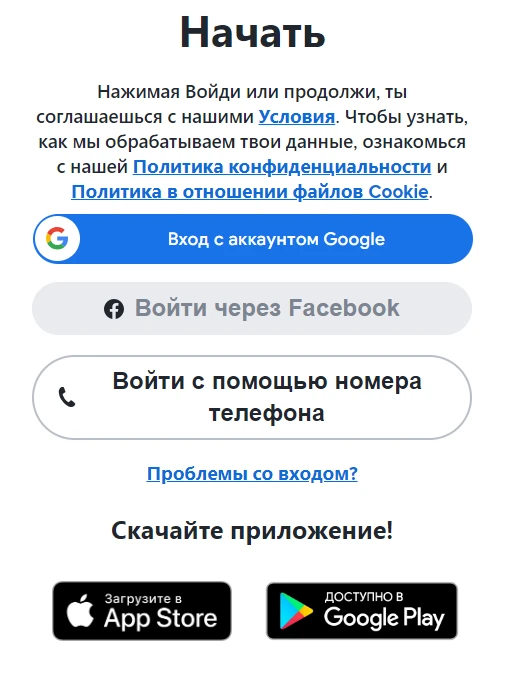 Начать
Нажимая Войди или продолжи, ты
соглашаешься с нашими Условия. Чтобы узнать,
как мы обрабатываем твои данные, ознакомься
с нашей Политика конфиденциальности и
Политика в отношении файлов Cookie.
Вход с аккаунтом Google
Войти через Facebook
Войти с помощью номера
телефона
Проблемы со входом?
Скачайте приложение!
Загрузите в
App Store
ДОСТУПНО В
Google Play